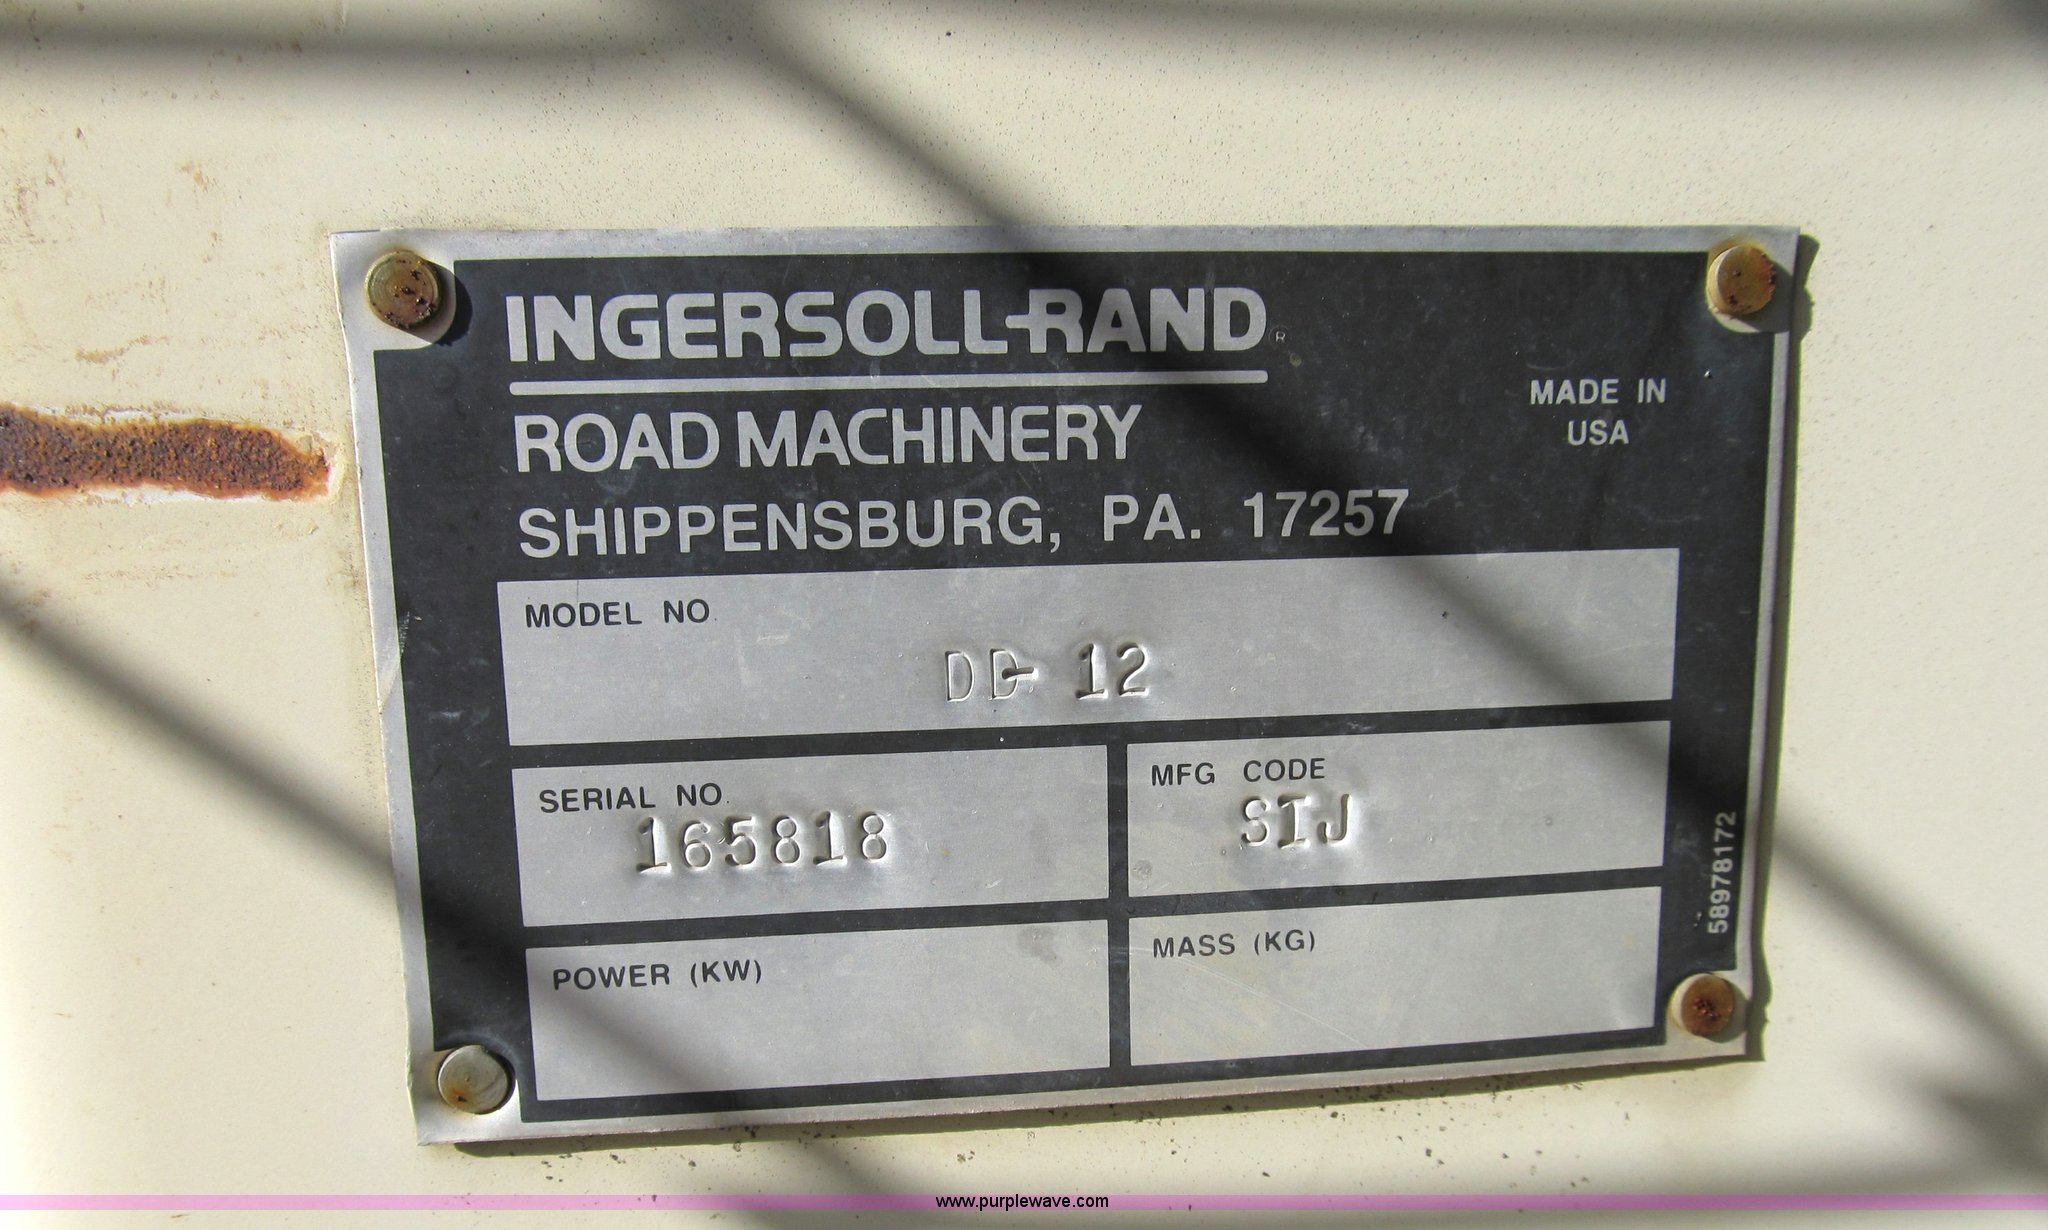 INGERSOLL-RAND ®
ROAD MACHINERY
MADE IN
USA
SHIPPENSBURG, PA. 17257
MODEL NO.
DD-12
SERIAL NO.
165818
MFG CODE
SIJ
POWER (KW)
MASS (KG)
58978172
www.purplewave.com